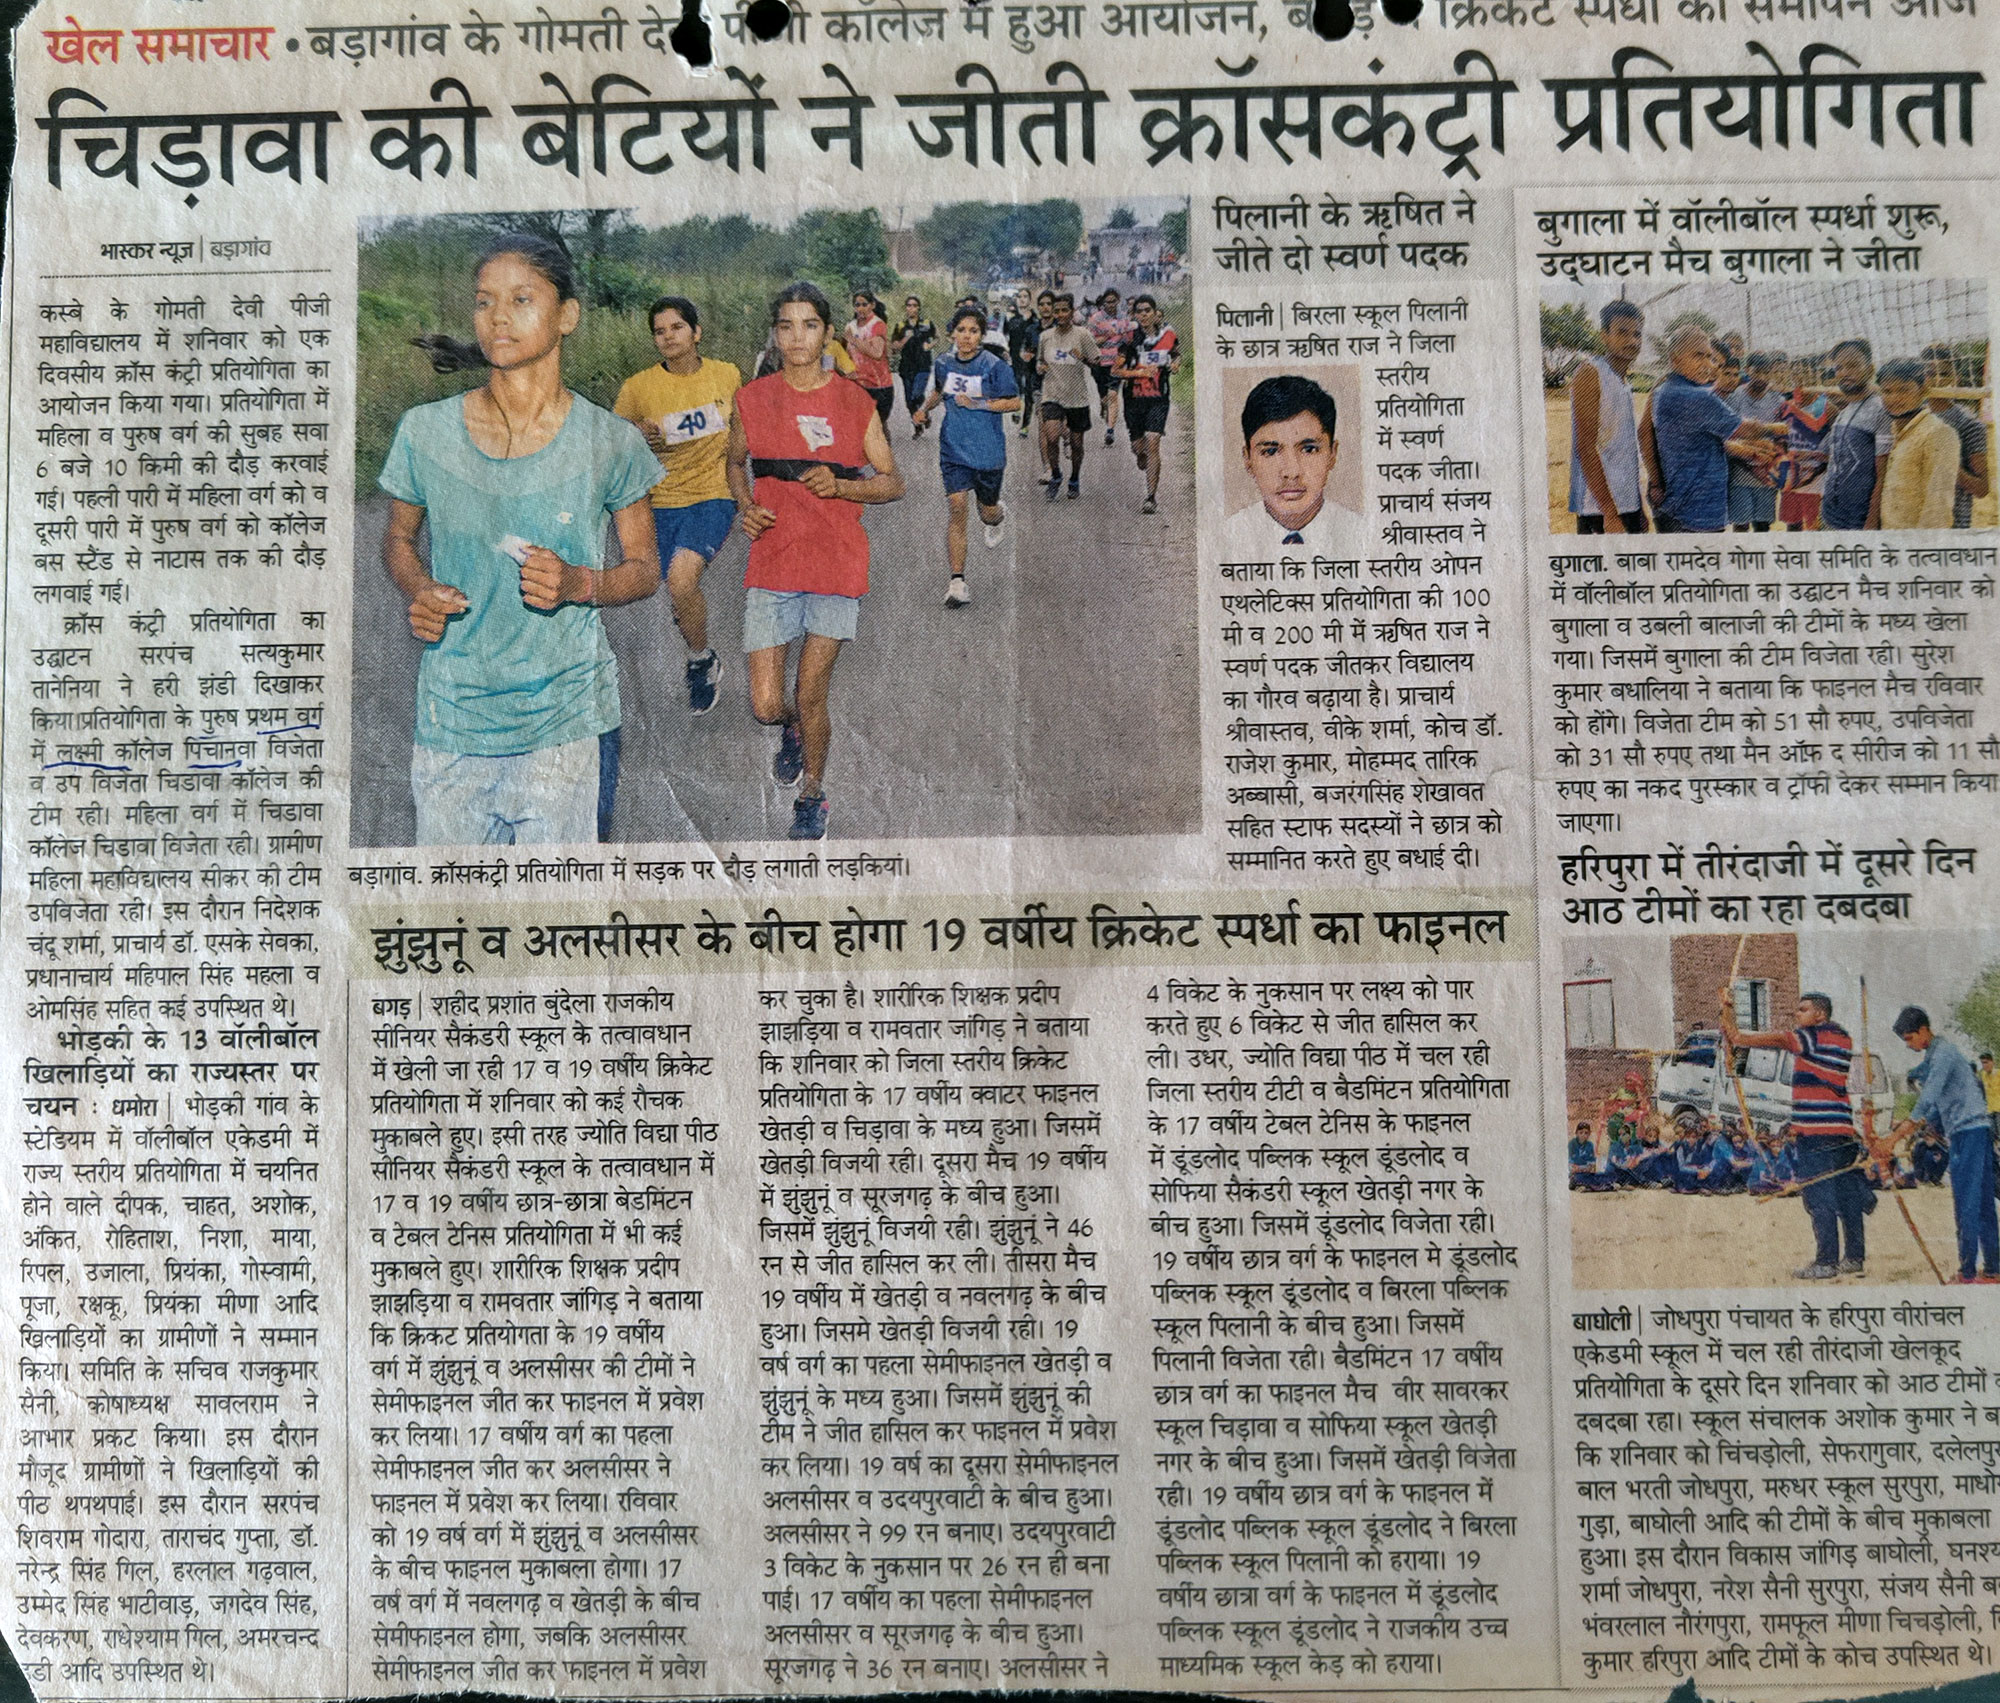 खेल समाचार • बड़ागांव के गोमती पीजी कॉलेज में हुआ आयोजन, क्रिकेट स्पर्धा का समापन आज
चिड़ावा की बेटियों ने जीती क्रॉसकंट्री प्रतियोगिता
भास्कर न्यूज | बड़ागांव
कस्बे के गोमती देवी पीजी
महाविद्यालय में शनिवार को एक
दिवसीय क्रॉस कंट्री प्रतियोगिता का
आयोजन किया गया। प्रतियोगिता में
महिला व पुरुष वर्ग की सुबह सवा
6 बजे 10 किमी की दौड़ करवाई
गई। पहली पारी में महिला वर्ग को व
दूसरी पारी में पुरुष वर्ग को कॉलेज
बस स्टैंड से नाटास तक की दौड़
लगवाई गई।
क्रॉस कंट्री प्रतियोगिता का
उद्घाटन सरपंच सत्यकुमार
तानेनिया ने हरी झंडी दिखाकर
किया।प्रतियोगिता के पुरुष प्रथम वर्ग
में लक्ष्मी कॉलेज पिचानवा विजेता
व उप विजेता चिडावा कॉलेज की
टीम रही। महिला वर्ग में चिडावा
कॉलेज चिडावा विजेता रही। ग्रामीण
महिला महाविद्यालय सीकर की टीम
उपविजेता रही। इस दौरान निदेशक
चंदू शर्मा, प्राचार्य डॉ. एसके सेवका,
प्रधानाचार्य महिपाल सिंह महला व
ओमसिंह सहित कई उपस्थित थे।
भोड़की के 13 वॉलीबॉल
खिलाड़ियों का राज्यस्तर पर
चयन : धमोरा | भोड़की गांव के
स्टेडियम में वॉलीबॉल एकेडमी में
राज्य स्तरीय प्रतियोगिता में चयनित
होने वाले दीपक, चाहत, अशोक,
अंकित, रोहिताश, निशा, माया,
रिपल, उजाला, प्रियंका, गोस्वामी,
पूजा, रक्षकू, प्रियंका मीणा आदि
खिलाड़ियों का ग्रामीणों ने सम्मान
किया। समिति के सचिव राजकुमार
सैनी, कोषाध्यक्ष सावलराम ने
आभार प्रकट किया। इस दौरान
मौजूद ग्रामीणों ने खिलाड़ियों की
पीठ थपथपाई। इस दौरान सरपंच
शिवराम गोदारा, ताराचंद गुप्ता, डॉ.
नरेन्द्र सिंह गिल, हरलाल गढ़वाल,
उम्मेद सिंह भाटीवाड़, जगदेव सिंह,
देवकरण, राधेश्याम गिल, अमरचन्द
आदि उपस्थित थे।
40
36
54
58
बड़ागांव. क्रॉसकंट्री प्रतियोगिता में सड़क पर दौड़ लगाती लड़कियां।
पिलानी के ऋषित ने
जीते दो स्वर्ण पदक
पिलानी | बिरला स्कूल पिलानी
के छात्र ऋषित राज ने जिला
स्तरीय
प्रतियोगिता
में स्वर्ण
पदक जीता।
प्राचार्य संजय
श्रीवास्तव ने
बताया कि जिला स्तरीय ओपन
एथलेटिक्स प्रतियोगिता की 100
मी व 200 मी में ऋषित राज ने
स्वर्ण पदक जीतकर विद्यालय
का गौरव बढ़ाया है। प्राचार्य
श्रीवास्तव, वीके शर्मा, कोच डॉ.
राजेश कुमार, मोहम्मद तारिक
अब्बासी, बजरंगसिंह शेखावत
सहित स्टाफ सदस्यों ने छात्र को
सम्मानित करते हुए बधाई दी।
झुंझुनूं व अलसीसर के बीच होगा 19 वर्षीय क्रिकेट स्पर्धा का फाइनल
बगड़ | शहीद प्रशांत बुंदेला राजकीय
सीनियर सैकंडरी स्कूल के तत्वावधान
में खेली जा रही 17 व 19 वर्षीय क्रिकेट
प्रतियोगिता में शनिवार को कई रौचक
मुकाबले हुए। इसी तरह ज्योति विद्या पीठ
सीनियर सैकंडरी स्कूल के तत्वावधान में
17 व 19 वर्षीय छात्र-छात्रा बेडमिंटन
व टेबल टेनिस प्रतियोगिता में भी कई
मुकाबले हुए। शारीरिक शिक्षक प्रदीप
झाझड़िया व रामवतार जांगिड़ ने बताया
कि क्रिकट प्रतियोगता के 19 वर्षीय
वर्ग में झुंझुनूं व अलसीसर की टीमों ने
सेमीफाइनल जीत कर फाइनल में प्रवेश
कर लिया। 17 वर्षीय वर्ग का पहला
सेमीफाइनल जीत कर अलसीसर ने
फाइनल में प्रवेश कर लिया। रविवार
को 19 वर्ष वर्ग में झुंझुनूं व अलसीसर
के बीच फाइनल मुकाबला होगा। 17
वर्ष वर्ग में नवलगढ़ व खेतड़ी के बीच
सेमीफाइनल होगा, जबकि अलसीसर
सेमीफाइनल जीत कर फाइनल में प्रवेश
कर चुका है। शारीरिक शिक्षक प्रदीप
झाझड़िया व रामवतार जांगिड़ ने बताया
कि शनिवार को जिला स्तरीय क्रिकेट
प्रतियोगिता के 17 वर्षीय क्वाटर फाइनल
खेतड़ी व चिड़ावा के मध्य हुआ। जिसमें
खेतड़ी विजयी रही। दूसरा मैच 19 वर्षीय
में झुंझुनूं व सूरजगढ़ के बीच हुआ।
जिसमें झुंझुनूं विजयी रही। झुंझुनूं ने 46
रन से जीत हासिल कर ली। तीसरा मैच
19 वर्षीय में खेतड़ी व नवलगढ़ के बीच
हुआ। जिसमे खेतड़ी विजयी रही। 19
वर्ष वर्ग का पहला सेमीफाइनल खेतड़ी व
झुंझुनूं के मध्य हुआ। जिसमें झुंझुनूं की
टीम ने जीत हासिल कर फाइनल में प्रवेश
कर लिया। 19 वर्ष का दूसरा सेमीफाइनल
अलसीसर व उदयपुरवाटी के बीच हुआ।
अलसीसर ने 99 रन बनाए। उदयपुरवाटी
3 विकेट के नुकसान पर 26 रन ही बना
पाई। 17 वर्षीय का पहला सेमीफाइनल
अलसीसर व सूरजगढ़ के बीच हुआ।
सूरजगढ़ ने 36 रन बनाए। अलसीसर ने
4 विकेट के नुकसान पर लक्ष्य को पार
करते हुए 6 विकेट से जीत हासिल कर
ली। उधर, ज्योति विद्या पीठ में चल रही
जिला स्तरीय टीटी व बैडमिंटन प्रतियोगिता
के 17 वर्षीय टेबल टेनिस के फाइनल
में डूंडलोद पब्लिक स्कूल डूंडलोद व
सोफिया सैकंडरी स्कूल खेतड़ी नगर के
बीच हुआ। जिसमें डूंडलोद विजेता रही।
19 वर्षीय छात्र वर्ग के फाइनल मे डूंडलोद
पब्लिक स्कूल डूंडलोद व बिरला पब्लिक
स्कूल पिलानी के बीच हुआ। जिसमें
पिलानी विजेता रही। बैडमिंटन 17 वर्षीय
छात्र वर्ग का फाइनल मैच वीर सावरकर
स्कूल चिड़ावा व सोफिया स्कूल खेतड़ी
नगर के बीच हुआ। जिसमें खेतड़ी विजेता
रही। 19 वर्षीय छात्र वर्ग के फाइनल में
डूंडलोद पब्लिक स्कूल डूंडलोद ने बिरला
पब्लिक स्कूल पिलानी को हराया। 19
वर्षीय छात्रा वर्ग के फाइनल में डूंडलोद
पब्लिक स्कूल डूंडलोद ने राजकीय उच्च
माध्यमिक स्कूल केड़ को हराया।
बुगाला में वॉलीबॉल स्पर्धा शुरू,
उद्घाटन मैच बुगाला ने जीता
बुगाला. बाबा रामदेव गोगा सेवा समिति के तत्वावधान
में वॉलीबॉल प्रतियोगिता का उद्घाटन मैच शनिवार को
बुगाला व उबली बालाजी की टीमों के मध्य खेला
गया। जिसमें बुगाला की टीम विजेता रही। सुरेश
कुमार बधालिया ने बताया कि फाइनल मैच रविवार
को होंगे। विजेता टीम को 51 सौ रुपए, उपविजेता
को 31 सौ रुपए तथा मैन ऑफ द सीरीज को 11 सौ
रुपए का नकद पुरस्कार व ट्रॉफी देकर सम्मान किया
जाएगा।
हरिपुरा में तीरंदाजी में दूसरे दिन
आठ टीमों का रहा दबदबा
बाघोली | जोधपुरा पंचायत के हरिपुरा वीरांचल
एकेडमी स्कूल में चल रही तीरंदाजी खेलकूद
प्रतियोगिता के दूसरे दिन शनिवार को आठ टीमों
दबदबा रहा। स्कूल संचालक अशोक कुमार ने
कि शनिवार को चिंचड़ोली, सेफरागुवार,
बाल भरती जोधपुरा, मरुधर स्कूल सुरपुरा,
गुड़ा, बाघोली आदि की टीमों के बीच मुकाबला
हुआ। इस दौरान विकास जांगिड़ बाघोली,
शर्मा जोधपुरा, नरेश सैनी सुरपुरा, संजय सैनी
भंवरलाल नौरंगपुरा, रामफूल मीणा चिचड़ोली,
कुमार हरिपुरा आदि टीमों के कोच उपस्थित थे।